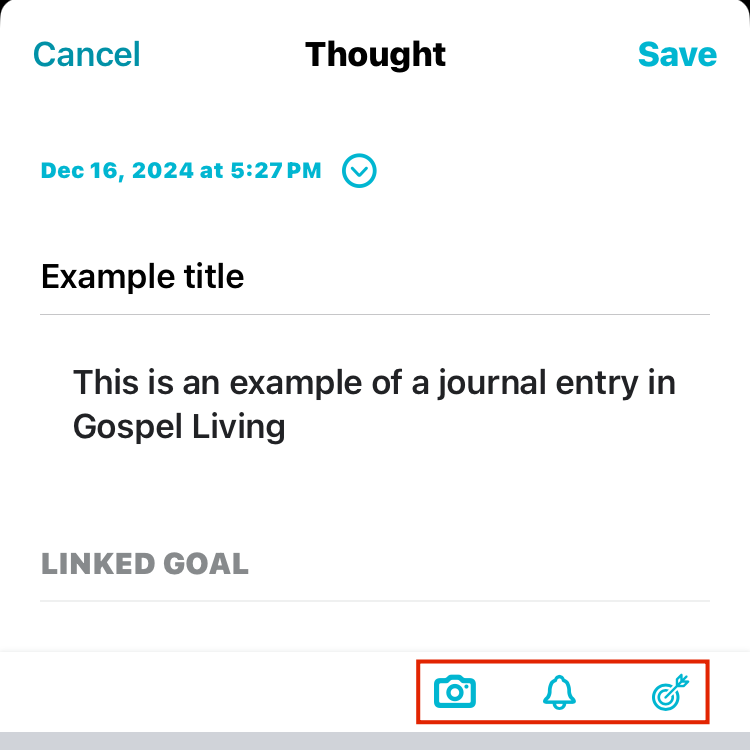 Cancel Thought Save
Dec 16, 2024 at 5:27 PM
Example title
This is an example of a journal entry in
Gospel Living
LINKED GOAL